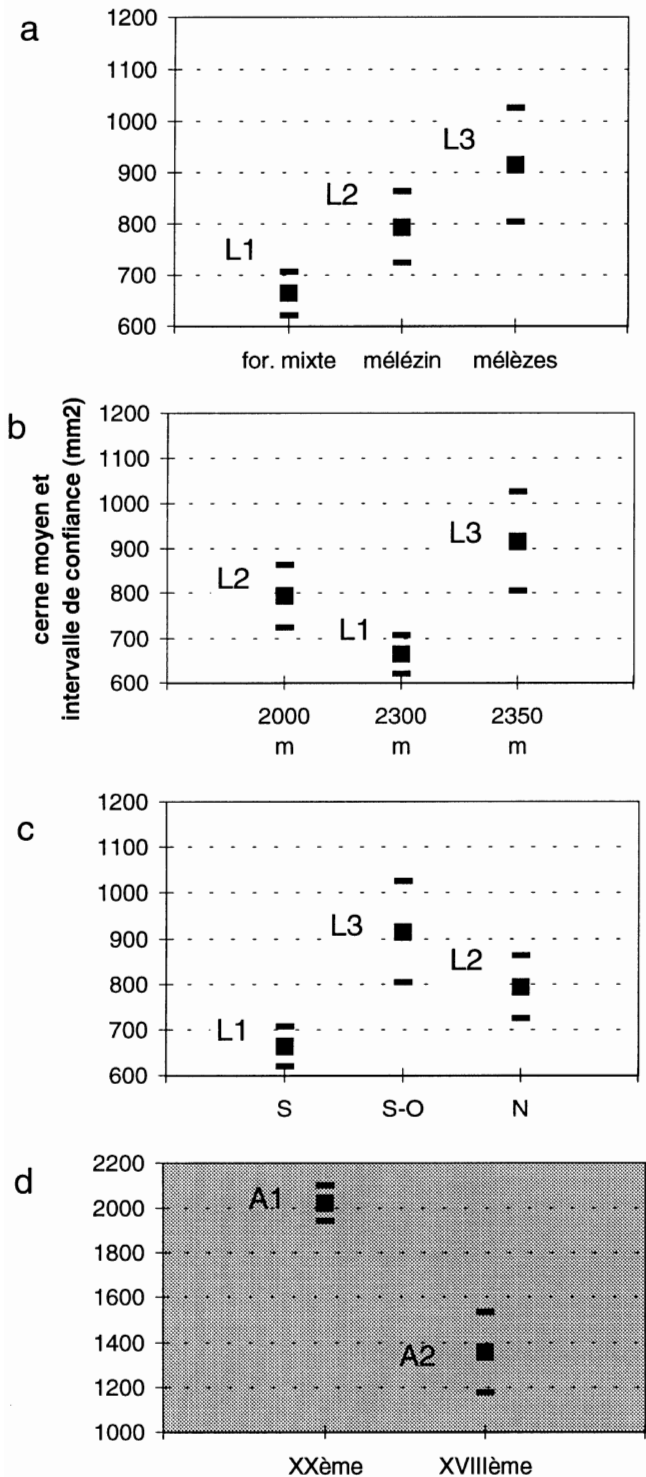 a
1200
1100
1000
900
800
700
600
L1
L2
L3
for. mixte mélézin mélèzes
b
cerne moyen et
intervalle de confiance (mm2)
1200
1100
1000
900
800
700
600
L2
L1
L3
2000 2300 2350
m m m
c
1200
1100
1000
900
800
700
600
L1
L3
L2
S S-O N
d
2200
2000
1800
1600
1400
1200
1000
A1
A2
XXème XVIIIème